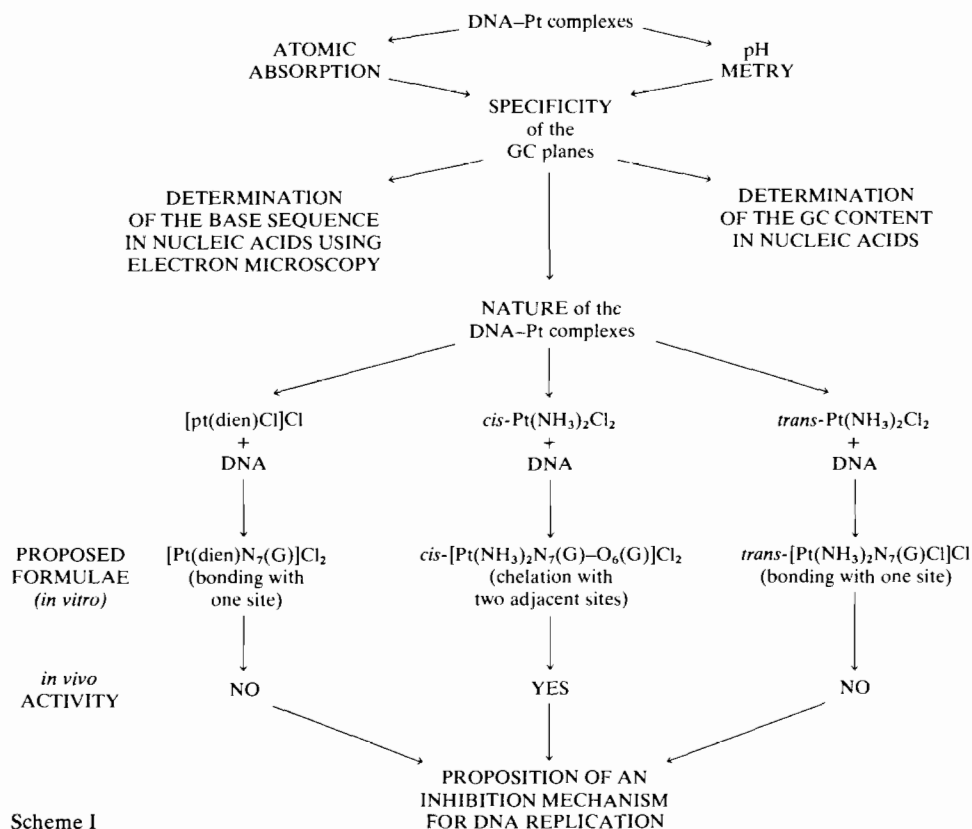 DNA–Pt complexes
ATOMIC
ABSORPTION
pH
METRY
SPECIFICITY
of the
GC planes
DETERMINATION
OF THE BASE SEQUENCE
IN NUCLEIC ACIDS USING
ELECTRON MICROSCOPY
DETERMINATION
OF THE GC CONTENT
IN NUCLEIC ACIDS
NATURE of the
DNA–Pt complexes
[pt(dien)Cl]Cl
+
DNA
cis-Pt(NH₃)₂Cl₂
+
DNA
trans-Pt(NH₃)₂Cl₂
+
DNA
PROPOSED
FORMULAE
(in vitro)
[Pt(dien)N₇(G)]Cl₂
(bonding with
one site)
cis-[Pt(NH₃)₂N₇(G)–O₆(G)]Cl₂
(chelation with
two adjacent sites)
trans-[Pt(NH₃)₂N₇(G)Cl]Cl
(bonding with one site)
in vivo
ACTIVITY
NO
YES
NO
PROPOSITION OF AN
INHIBITION MECHANISM
FOR DNA REPLICATION
Scheme I